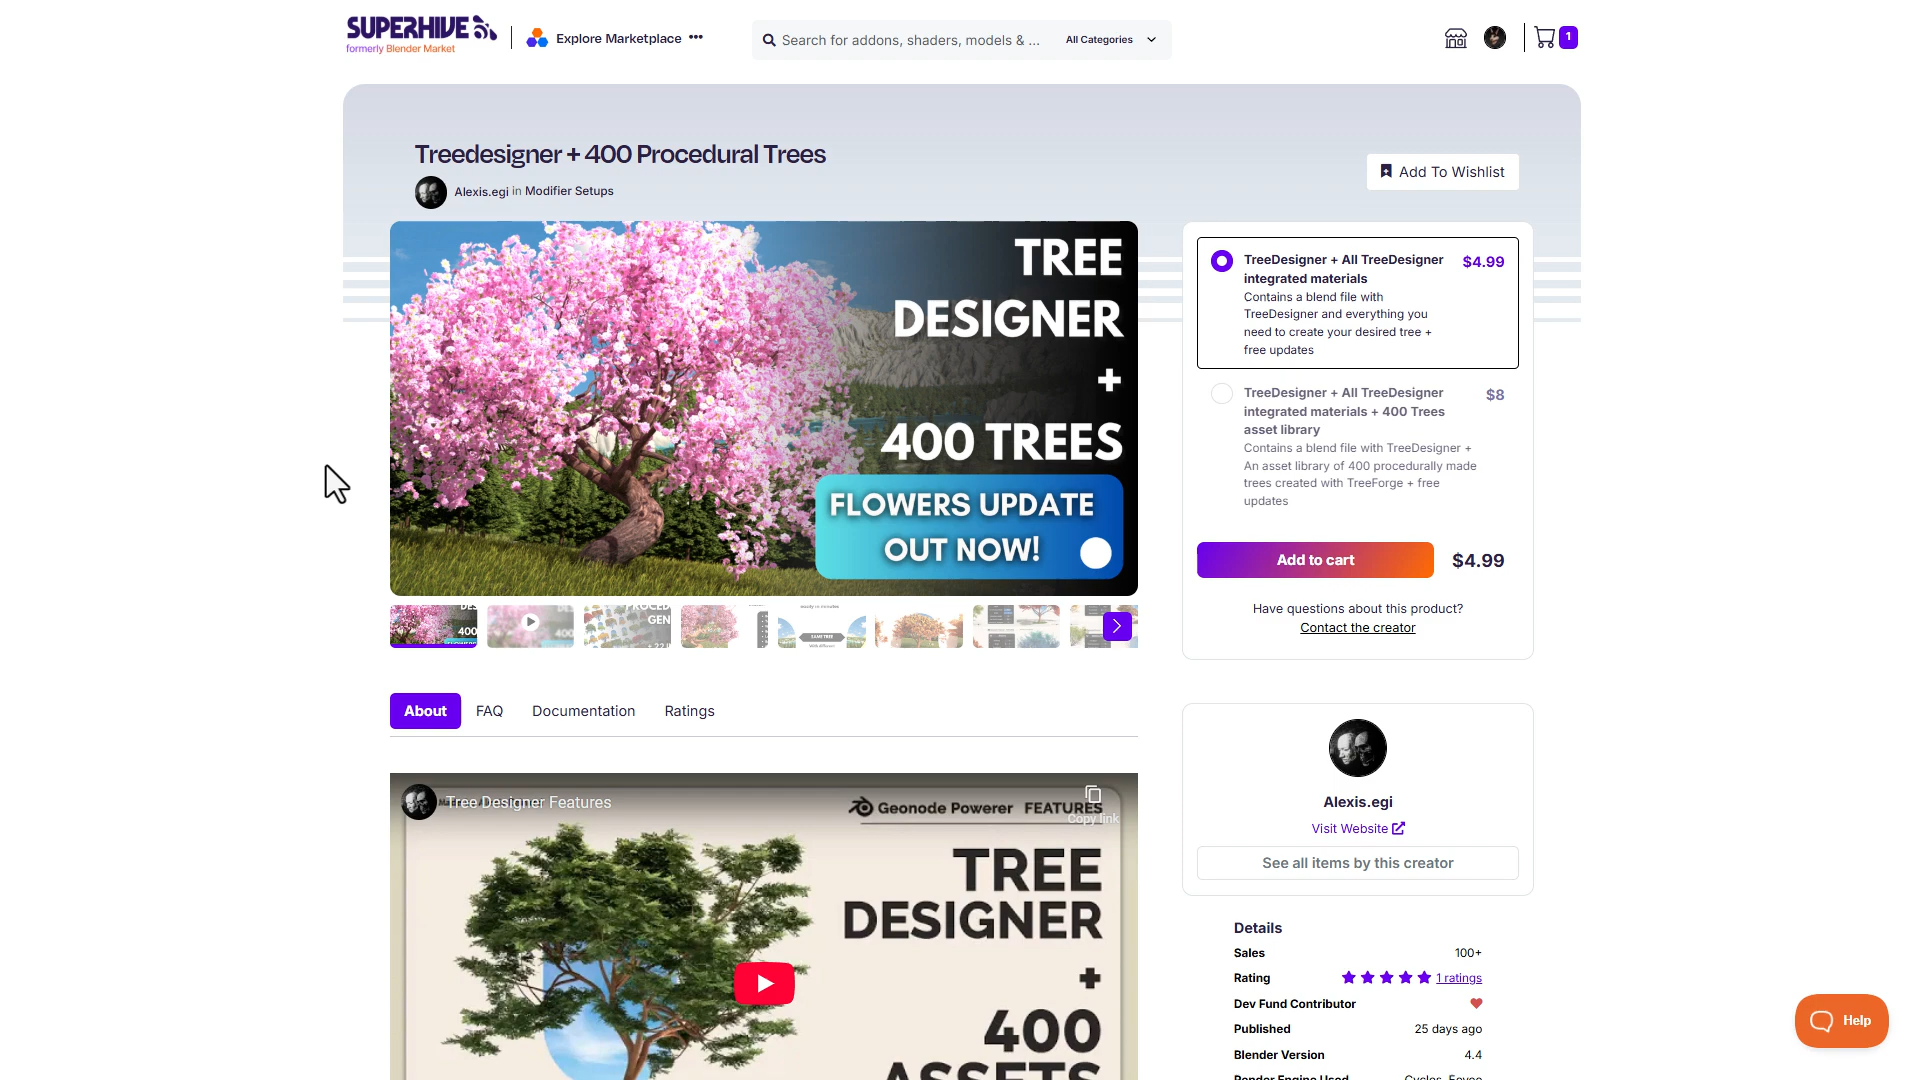 SUPERHIVE
formerly Blender Market
Explore Marketplace •••
Search for addons, shaders, models & ...
All Categories
1
Treedesigner + 400 Procedural Trees
Alexis.egi in Modifier Setups
Add To Wishlist
TREE
DESIGNER
+
400 TREES
FLOWERS UPDATE
OUT NOW!
TreeDesigner + All TreeDesigner
integrated materials
$4.99
Contains a blend file with
TreeDesigner and everything you
need to create your desired tree +
free updates
TreeDesigner + All TreeDesigner
integrated materials + 400 Trees
asset library
$8
Contains a blend file with TreeDesigner +
An asset library of 400 procedurally made
trees created with TreeForge + free
updates
Add to cart
$4.99
Have questions about this product?
Contact the creator
About
FAQ
Documentation
Ratings
Tree Designer Features
Geonode Powerer FEATURES
Copy link
TREE
DESIGNER
+
400
ASSETS
Alexis.egi
Visit Website
See all items by this creator
Details
Sales 100+
Rating 1 ratings
Dev Fund Contributor
Published 25 days ago
Blender Version 4.4
Render Engine Used Cycles, Eevee
Help